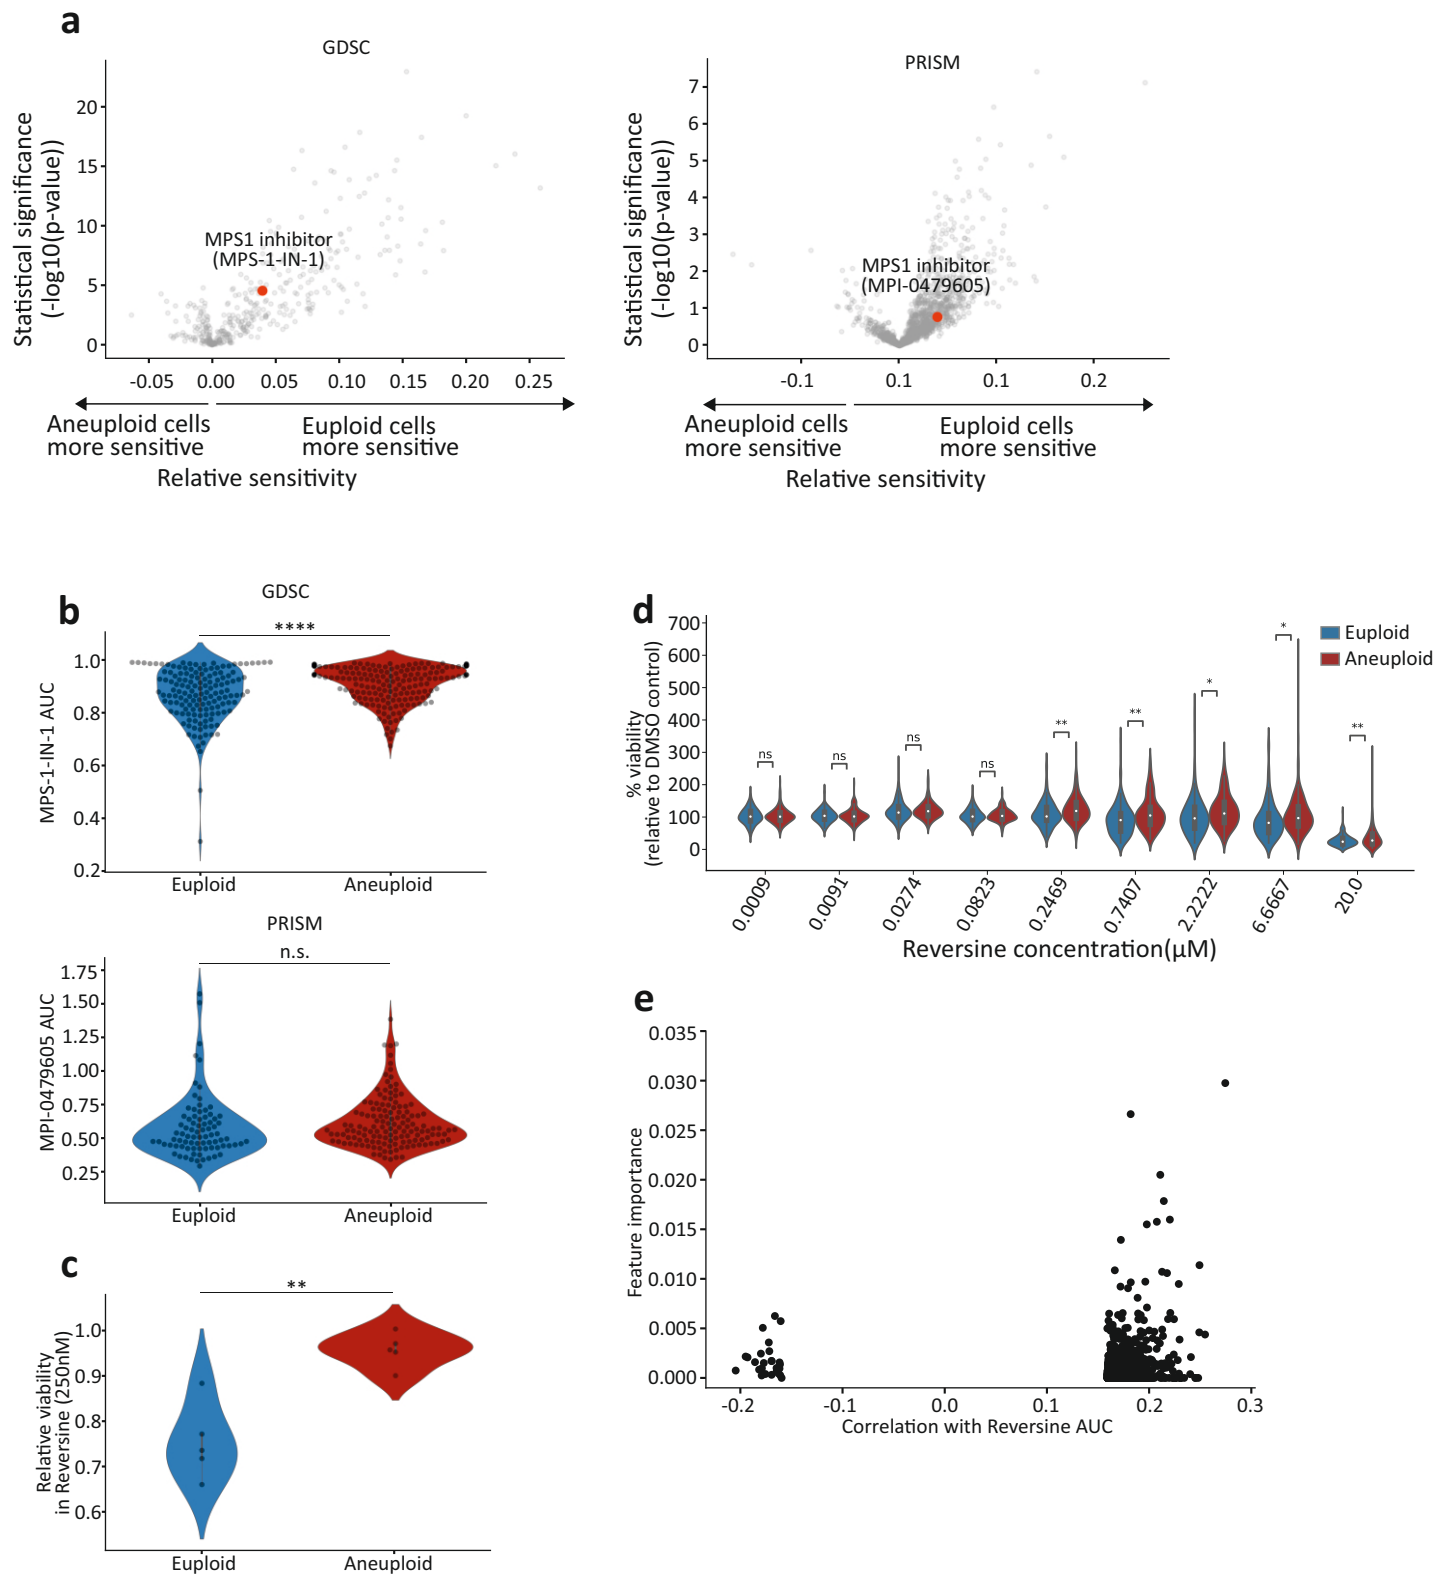 a
GDSC
Statistical significance
(-log10(p-value))
20
15
10
5
0
MPS1 inhibitor
(MPS-1-IN-1)
-0.05
0.00
0.05
0.10
0.15
0.20
0.25
Aneuploid cells
more sensitive
Euploid cells
more sensitive
Relative sensitivity
PRISM
Statistical significance
(-log10(p-value))
7
6
5
4
3
2
1
0
MPS1 inhibitor
(MPI-0479605)
-0.1
0.1
0.1
0.2
Aneuploid cells
more sensitive
Euploid cells
more sensitive
Relative sensitivity
b
GDSC
****
MPS-1-IN-1 AUC
1.0
0.8
0.6
0.4
0.2
Euploid
Aneuploid
PRISM
n.s.
MPI-0479605 AUC
1.75
1.50
1.25
1.00
0.75
0.50
0.25
Euploid
Aneuploid
c
**
Relative viability
in Reversine (250nM)
1.0
0.9
0.8
0.7
0.6
Euploid
Aneuploid
d
% viability
(relative to DMSO control)
700
600
500
400
300
200
100
0
Euploid
Aneuploid
ns
ns
ns
ns
**
**
*
*
**
0.0009
0.0091
0.0274
0.0823
0.2469
0.7407
2.2222
6.6667
20.0
Reversine concentration(μM)
e
Feature importance
0.035
0.030
0.025
0.020
0.015
0.010
0.005
0.000
-0.2
-0.1
0.0
0.1
0.2
0.3
Correlation with Reversine AUC